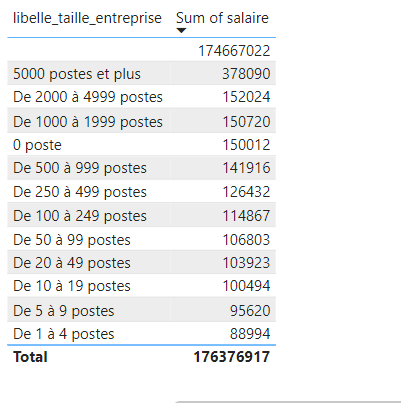 libelle_taille_entreprise Sum of salaire
174667022
5000 postes et plus 378090
De 2000 à 4999 postes 152024
De 1000 à 1999 postes 150720
0 poste 150012
De 500 à 999 postes 141916
De 250 à 499 postes 126432
De 100 à 249 postes 114867
De 50 à 99 postes 106803
De 20 à 49 postes 103923
De 10 à 19 postes 100494
De 5 à 9 postes 95620
De 1 à 4 postes 88994
Total 176376917